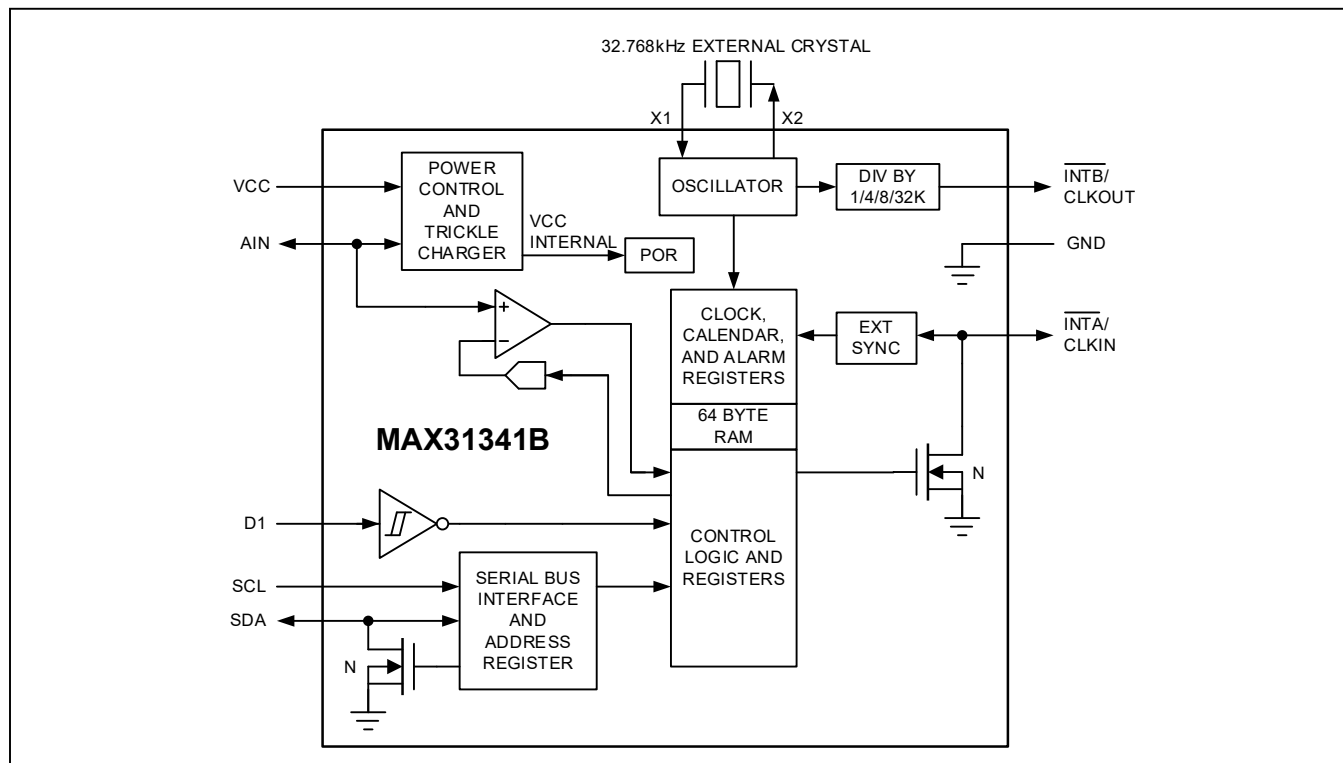 32.768kHz EXTERNAL CRYSTAL
X1
X2
VCC
AIN
POWER
CONTROL
AND
TRICKLE
CHARGER
VCC
INTERNAL
POR
OSCILLATOR
DIV BY
1/4/8/32K
INTB/
CLKOUT
GND
+
-
CLOCK,
CALENDAR,
AND ALARM
REGISTERS
EXT
SYNC
INTA/
CLKIN
64 BYTE
RAM
MAX31341B
N
D1
CONTROL
LOGIC AND
REGISTERS
SCL
SDA
SERIAL BUS
INTERFACE
AND
ADDRESS
REGISTER
N